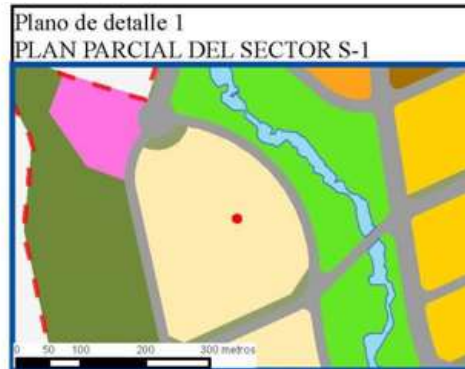 Plano de detalle 1
PLAN PARCIAL DEL SECTOR S-1
0 50 100 200 300 metros